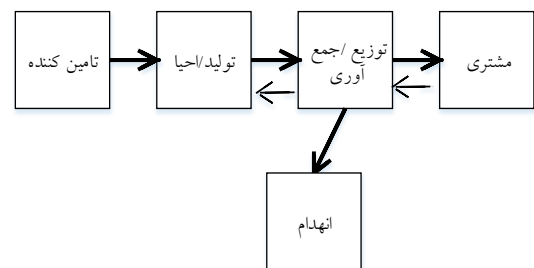 تامین کننده
تولید/احیا
توزیع /جمع
آوری
مشتری
انهدام